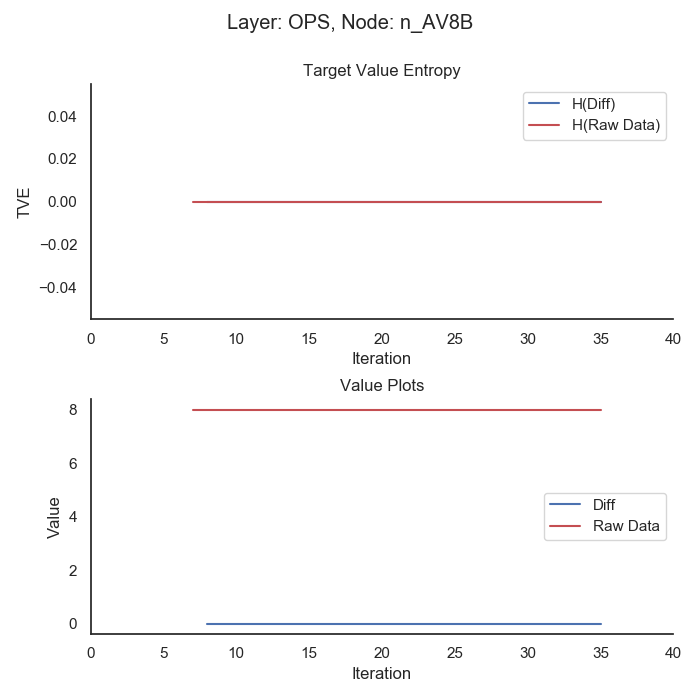 Layer: OPS, Node: n_AV8B
Target Value Entropy
H(Diff)
H(Raw Data)
0.04
0.02
0.00
−0.02
−0.04
TVE
0 5 10 15 20 25 30 35 40
Iteration
Value Plots
Diff
Raw Data
8
6
4
2
0
Value
0 5 10 15 20 25 30 35 40
Iteration